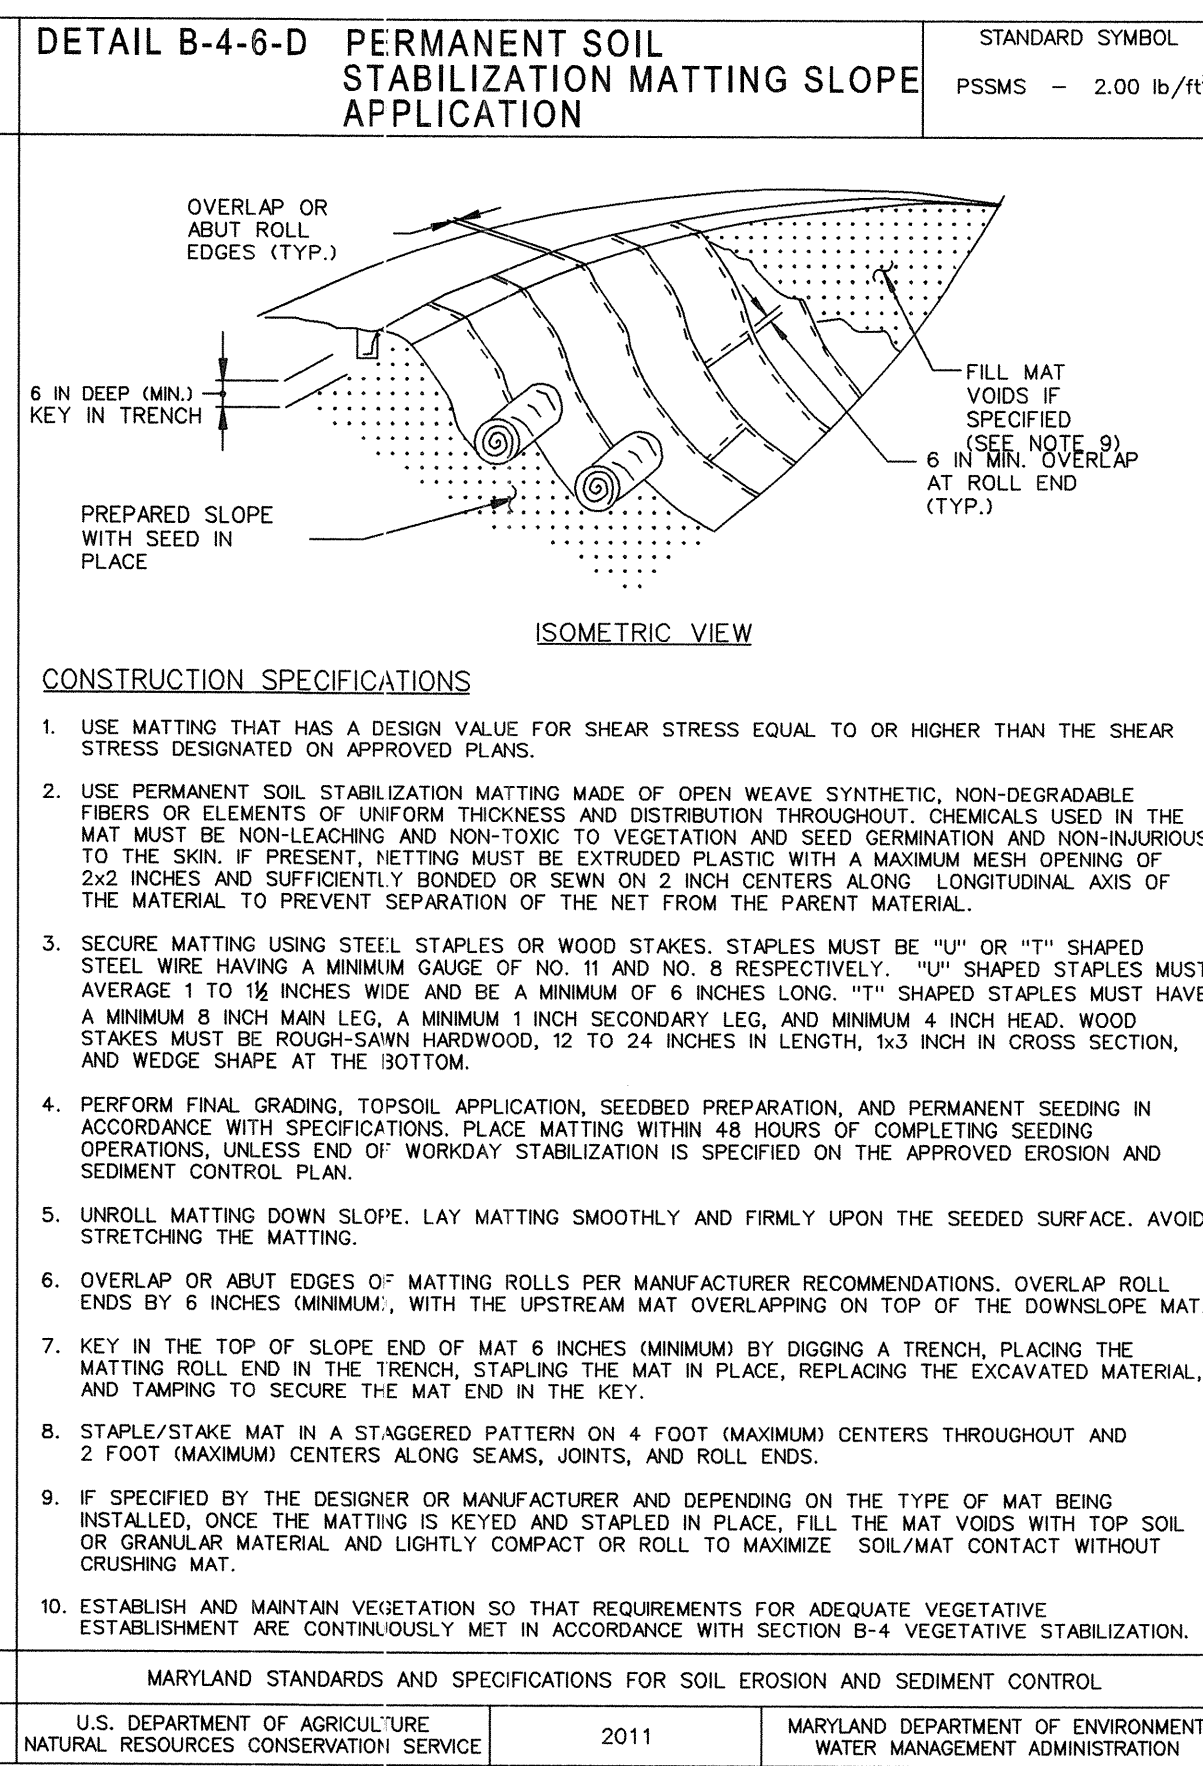 DETAIL B-4-6-D PERMANENT SOIL
STABILIZATION MATTING SLOPE
APPLICATION
STANDARD SYMBOL
PSSMS - 2.00 lb/ft
OVERLAP OR
ABUT ROLL
EDGES (TYP.)
6 IN DEEP (MIN.)
KEY IN TRENCH
PREPARED SLOPE
WITH SEED IN
PLACE
FILL MAT
VOIDS IF
SPECIFIED
(SEE NOTE 9)
6 IN MIN. OVERLAP
AT ROLL END
(TYP.)
ISOMETRIC VIEW
CONSTRUCTION SPECIFICATIONS
1. USE MATTING THAT HAS A DESIGN VALUE FOR SHEAR STRESS EQUAL TO OR HIGHER THAN THE SHEAR
STRESS DESIGNATED ON APPROVED PLANS.
2. USE PERMANENT SOIL STABILIZATION MATTING MADE OF OPEN WEAVE SYNTHETIC, NON-DEGRADABLE
FIBERS OR ELEMENTS OF UNIFORM THICKNESS AND DISTRIBUTION THROUGHOUT. CHEMICALS USED IN THE
MAT MUST BE NON-LEACHING AND NON-TOXIC TO VEGETATION AND SEED GERMINATION AND NON-INJURIOUS
TO THE SKIN. IF PRESENT, NETTING MUST BE EXTRUDED PLASTIC WITH A MAXIMUM MESH OPENING OF
2x2 INCHES AND SUFFICIENTLY BONDED OR SEWN ON 2 INCH CENTERS ALONG LONGITUDINAL AXIS OF
THE MATERIAL TO PREVENT SEPARATION OF THE NET FROM THE PARENT MATERIAL.
3. SECURE MATTING USING STEEL STAPLES OR WOOD STAKES. STAPLES MUST BE "U" OR "T" SHAPED
STEEL WIRE HAVING A MINIMUM GAUGE OF NO. 11 AND NO. 8 RESPECTIVELY. "U" SHAPED STAPLES MUST
AVERAGE 1 TO 1½ INCHES WIDE AND BE A MINIMUM OF 6 INCHES LONG. "T" SHAPED STAPLES MUST HAVE
A MINIMUM 8 INCH MAIN LEG, A MINIMUM 1 INCH SECONDARY LEG, AND MINIMUM 4 INCH HEAD. WOOD
STAKES MUST BE ROUGH-SAWN HARDWOOD, 12 TO 24 INCHES IN LENGTH, 1x3 INCH IN CROSS SECTION,
AND WEDGE SHAPE AT THE BOTTOM.
4. PERFORM FINAL GRADING, TOPSOIL APPLICATION, SEEDBED PREPARATION, AND PERMANENT SEEDING IN
ACCORDANCE WITH SPECIFICATIONS. PLACE MATTING WITHIN 48 HOURS OF COMPLETING SEEDING
OPERATIONS, UNLESS END OF WORKDAY STABILIZATION IS SPECIFIED ON THE APPROVED EROSION AND
SEDIMENT CONTROL PLAN.
5. UNROLL MATTING DOWN SLOPE. LAY MATTING SMOOTHLY AND FIRMLY UPON THE SEEDED SURFACE. AVOID
STRETCHING THE MATTING.
6. OVERLAP OR ABUT EDGES OF MATTING ROLLS PER MANUFACTURER RECOMMENDATIONS. OVERLAP ROLL
ENDS BY 6 INCHES (MINIMUM), WITH THE UPSTREAM MAT OVERLAPPING ON TOP OF THE DOWNSLOPE MAT.
7. KEY IN THE TOP OF SLOPE END OF MAT 6 INCHES (MINIMUM) BY DIGGING A TRENCH, PLACING THE
MATTING ROLL END IN THE TRENCH, STAPLING THE MAT IN PLACE, REPLACING THE EXCAVATED MATERIAL,
AND TAMPING TO SECURE THE MAT END IN THE KEY.
8. STAPLE/STAKE MAT IN A STAGGERED PATTERN ON 4 FOOT (MAXIMUM) CENTERS THROUGHOUT AND
2 FOOT (MAXIMUM) CENTERS ALONG SEAMS, JOINTS, AND ROLL ENDS.
9. IF SPECIFIED BY THE DESIGNER OR MANUFACTURER AND DEPENDING ON THE TYPE OF MAT BEING
INSTALLED, ONCE THE MATTING IS KEYED AND STAPLED IN PLACE, FILL THE MAT VOIDS WITH TOP SOIL
OR GRANULAR MATERIAL AND LIGHTLY COMPACT OR ROLL TO MAXIMIZE SOIL/MAT CONTACT WITHOUT
CRUSHING MAT.
10. ESTABLISH AND MAINTAIN VEGETATION SO THAT REQUIREMENTS FOR ADEQUATE VEGETATIVE
ESTABLISHMENT ARE CONTINUOUSLY MET IN ACCORDANCE WITH SECTION B-4 VEGETATIVE STABILIZATION.
MARYLAND STANDARDS AND SPECIFICATIONS FOR SOIL EROSION AND SEDIMENT CONTROL
U.S. DEPARTMENT OF AGRICULTURE
NATURAL RESOURCES CONSERVATION SERVICE
2011
MARYLAND DEPARTMENT OF ENVIRONMENT
WATER MANAGEMENT ADMINISTRATION